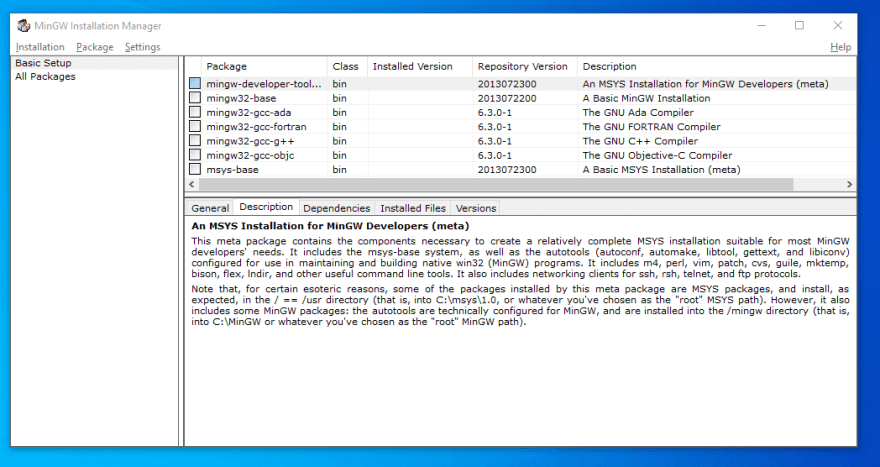 MinGW Installation Manager
Installation Package Settings Help
Basic Setup
All Packages
Package Class Installed Version Repository Version Description
mingw-developer-tool... bin 2013072300 An MSYS Installation for MinGW Developers (meta)
mingw32-base bin 2013072200 A Basic MinGW Installation
mingw32-gcc-ada bin 6.3.0-1 The GNU Ada Compiler
mingw32-gcc-fortran bin 6.3.0-1 The GNU FORTRAN Compiler
mingw32-gcc-g++ bin 6.3.0-1 The GNU C++ Compiler
mingw32-gcc-objc bin 6.3.0-1 The GNU Objective-C Compiler
msys-base bin 2013072300 A Basic MSYS Installation (meta)
General Description Dependencies Installed Files Versions
An MSYS Installation for MinGW Developers (meta)
This meta package contains the components necessary to create a relatively complete MSYS installation suitable for most MinGW
developers' needs. It includes the msys-base system, as well as the autotools (autoconf, automake, libtool, gettext, and libiconv)
configured for use in maintaining and building native win32 (MinGW) programs. It includes m4, perl, vim, patch, cvs, guile, mktemp,
bison, flex, lndir, and other useful command line tools. It also includes networking clients for ssh, rsh, telnet, and ftp protocols.
Note that, for certain esoteric reasons, some of the packages installed by this meta package are MSYS packages, and install, as
expected, in the / == /usr directory (that is, into C:\msys\1.0, or whatever you've chosen as the "root" MSYS path). However, it also
includes some MinGW packages: the autotools are technically configured for MinGW, and are installed into the /mingw directory (that is,
into C:\MinGW or whatever you've chosen as the "root" MinGW path).